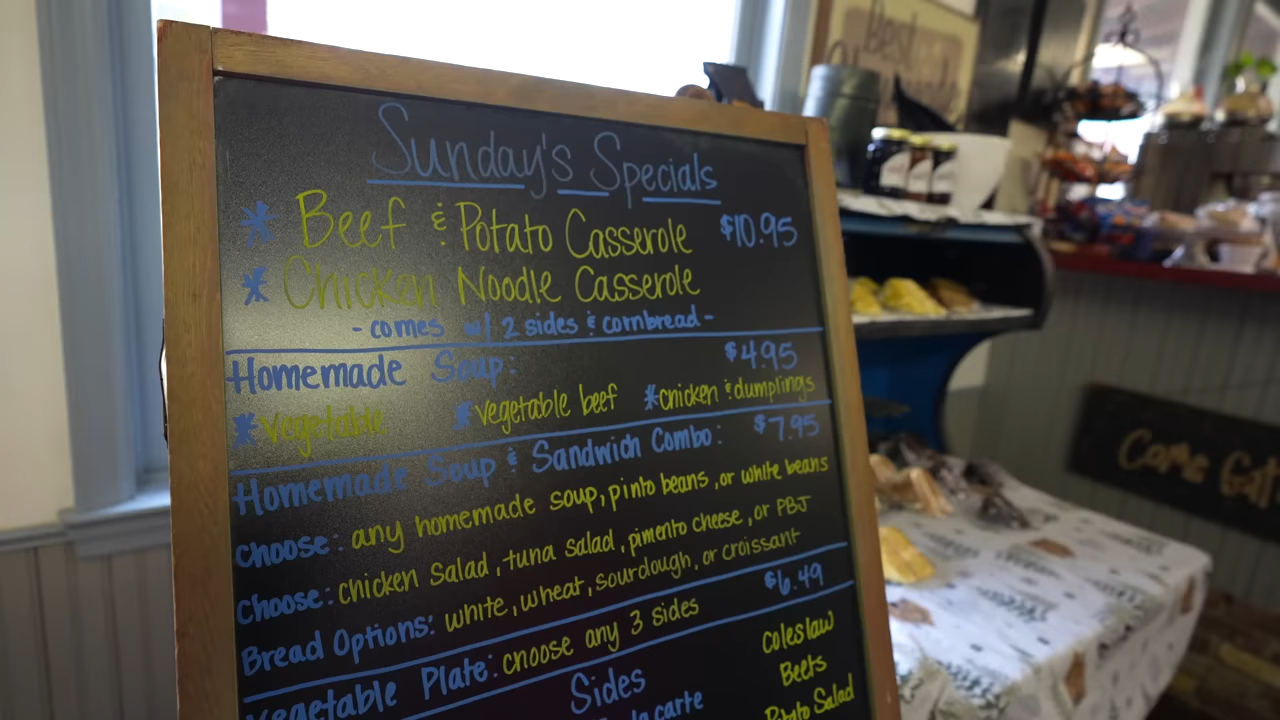 Best
Sunday's Specials
* Beef & Potato Casserole $10.95
* Chicken Noodle Casserole
- comes w/ 2 sides & cornbread -
Homemade Soup: $4.95
* vegetable * vegetable beef * chicken & dumplings
Homemade Soup & Sandwich Combo: $7.95
choose: any homemade soup, pinto beans, or white beans
choose: chicken salad, tuna salad, pimento cheese, or PBJ
Bread Options: white, wheat, sourdough, or croissant
Vegetable Plate: choose any 3 sides $6.49
Sides
la carte
Coleslaw
Beets
Potato Salad
Come